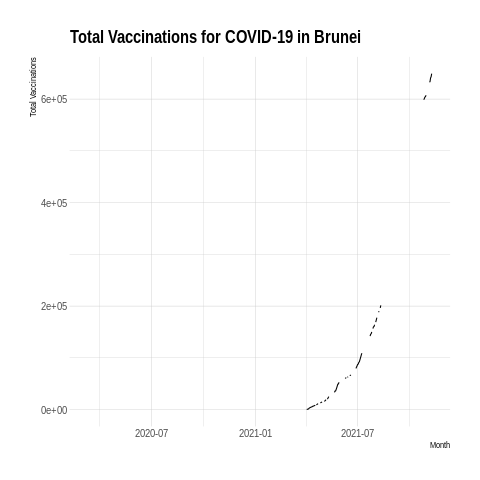 Total Vaccinations for COVID-19 in Brunei
Total Vaccinations
6e+05
4e+05
2e+05
0e+00
2020-07 2021-01 2021-07
Month